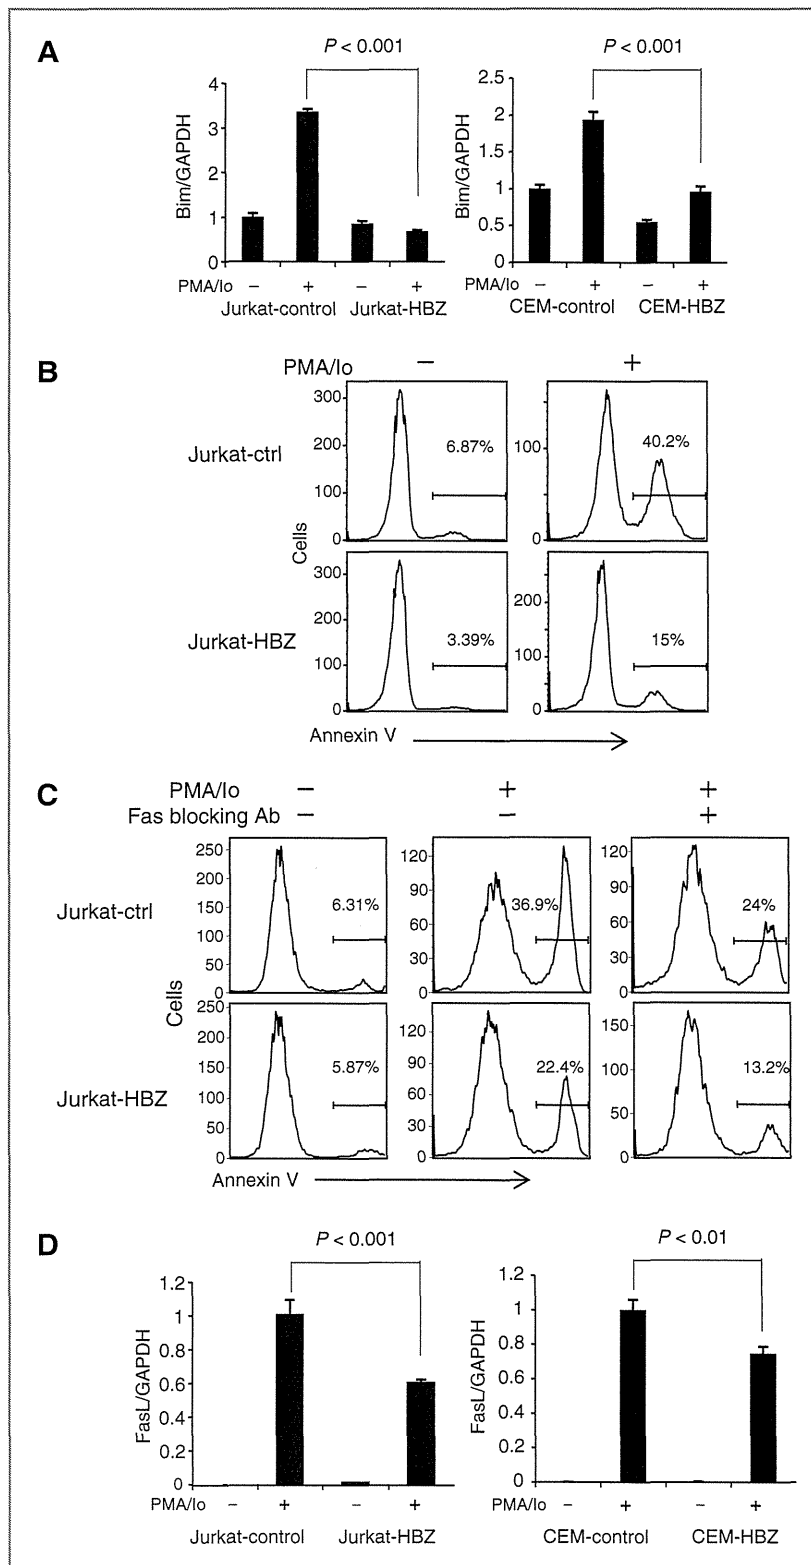 A
P < 0.001
P < 0.001
Bim/GAPDH
4
3
2
1
0
Bim/GAPDH
2.5
2
1.5
1
0.5
0
PMA/Io − + − +
Jurkat-control Jurkat-HBZ
PMA/Io − + − +
CEM-control CEM-HBZ
B
PMA/Io − +
Jurkat-ctrl
300
200
100
0
6.87%
100
0
40.2%
Cells
Jurkat-HBZ
300
200
100
0
3.39%
200
100
0
15%
Annexin V
C
PMA/Io − + +
Fas blocking Ab − − +
Jurkat-ctrl
250
200
150
100
50
0
6.31%
120
90
60
30
0
36.9%
120
90
60
30
0
24%
Cells
Jurkat-HBZ
250
200
150
100
50
0
5.87%
120
90
60
30
0
22.4%
150
100
50
0
13.2%
Annexin V
D
P < 0.001
P < 0.01
FasL/GAPDH
1.2
1
0.8
0.6
0.4
0.2
0
FasL/GAPDH
1.2
1
0.8
0.6
0.4
0.2
0
PMA/Io − + − +
Jurkat-control Jurkat-HBZ
PMA/Io − + − +
CEM-control CEM-HBZ